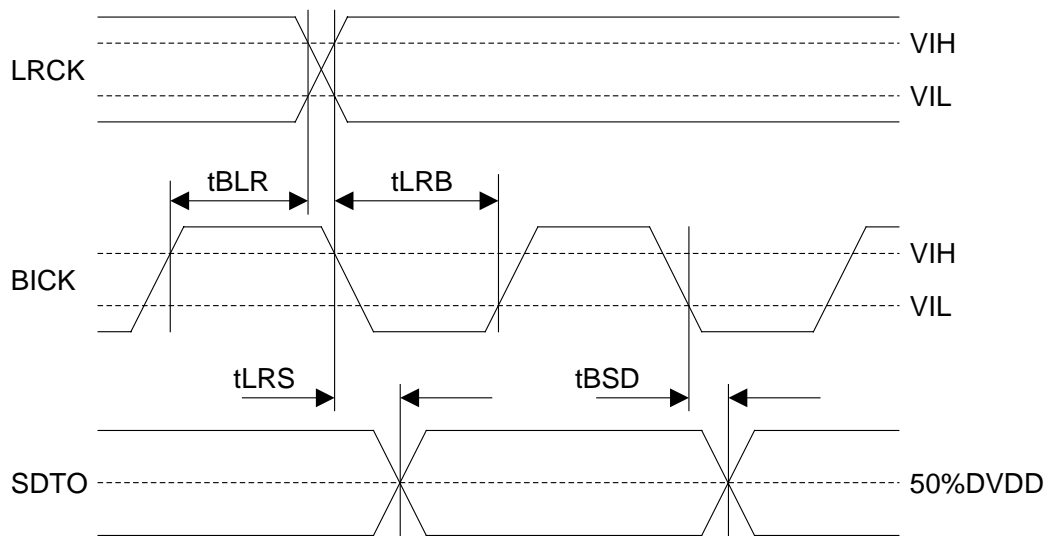 LRCK
VIH
VIL
tBLR
tLRB
BICK
VIH
VIL
tLRS
tBSD
SDTO
50%DVDD